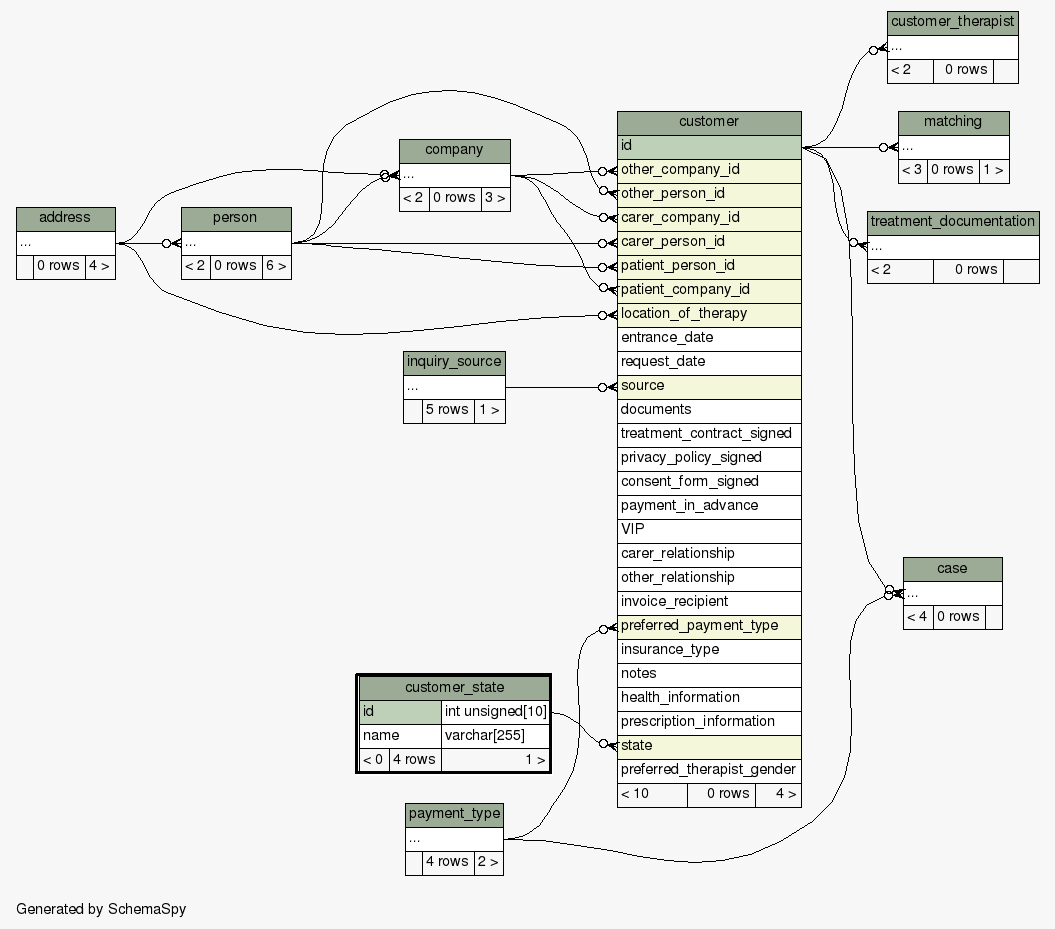 customer_therapist
...
< 2 0 rows
customer
id
other_company_id
other_person_id
carer_company_id
carer_person_id
patient_person_id
patient_company_id
location_of_therapy
entrance_date
request_date
source
documents
treatment_contract_signed
privacy_policy_signed
consent_form_signed
payment_in_advance
VIP
carer_relationship
other_relationship
invoice_recipient
preferred_payment_type
insurance_type
notes
health_information
prescription_information
state
preferred_therapist_gender
< 10 0 rows 4 >
matching
...
< 3 0 rows 1 >
company
...
< 2 0 rows 3 >
address
...
0 rows 4 >
person
...
< 2 0 rows 6 >
treatment_documentation
...
< 2 0 rows
inquiry_source
...
5 rows 1 >
case
...
< 4 0 rows
customer_state
id int unsigned[10]
name varchar[255]
< 0 4 rows 1 >
payment_type
...
4 rows 2 >
Generated by SchemaSpy